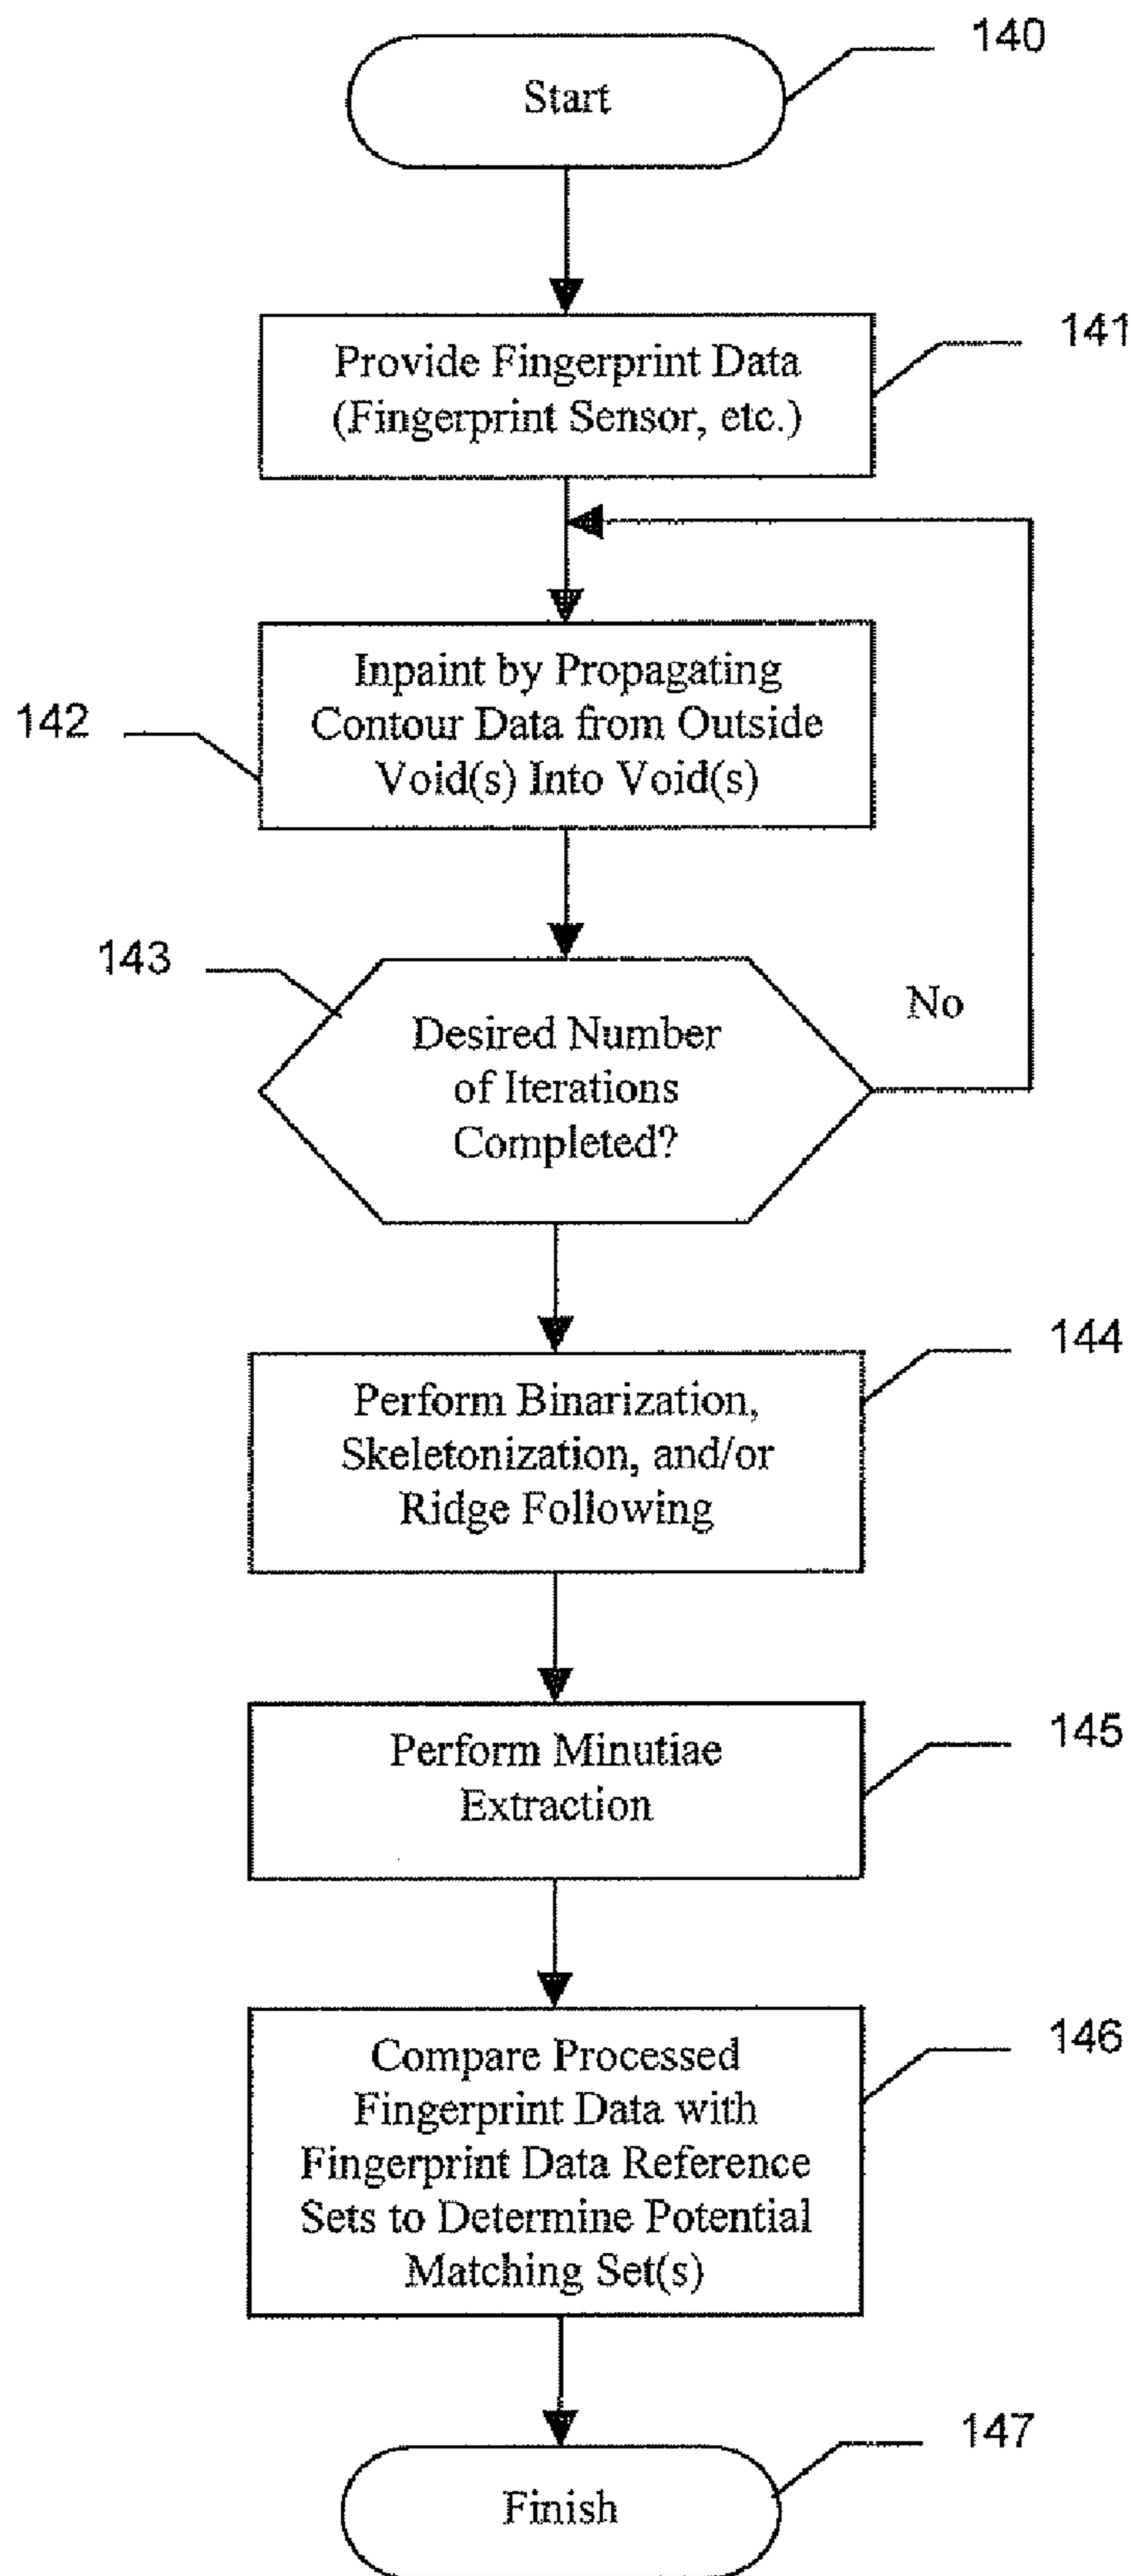 140
Start
141
Provide Fingerprint Data
(Fingerprint Sensor, etc.)
142
Inpaint by Propagating
Contour Data from Outside
Void(s) Into Void(s)
143
Desired Number
of Iterations
Completed?
No
144
Perform Binarization,
Skeletonization, and/or
Ridge Following
145
Perform Minutiae
Extraction
146
Compare Processed
Fingerprint Data with
Fingerprint Data Reference
Sets to Determine Potential
Matching Set(s)
147
Finish